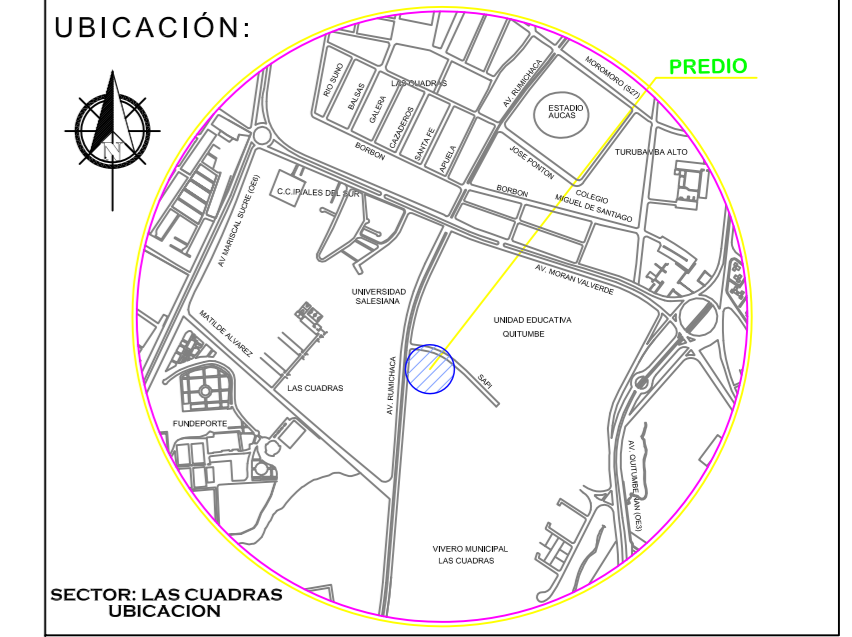 UBICACIÓN:
PREDIO
N
MOROMORO (S27)
AV. RUMICHACA
LAS CUADRAS
RIO SUNO
BALSAS
GALERA
CAZADEROS
SANTA FE
APUELA
BORBON
ESTADIO
AUCAS
JOSE PONTON
TURUBAMBA ALTO
C.C.IPIALES DEL SUR
BORBON
COLEGIO
MIGUEL DE SANTIAGO
AV MARISCAL SUCRE (OE6)
AV. MORAN VALVERDE
UNIVERSIDAD
SALESIANA
UNIDAD EDUCATIVA
QUITUMBE
MATILDE ALVAREZ
LAS CUADRAS
AV. RUMICHACA
SAPI
FUNDEPORTE
AV. QUITUMBE ÑAN (OE3)
VIVERO MUNICIPAL
LAS CUADRAS
SECTOR: LAS CUADRAS
UBICACION